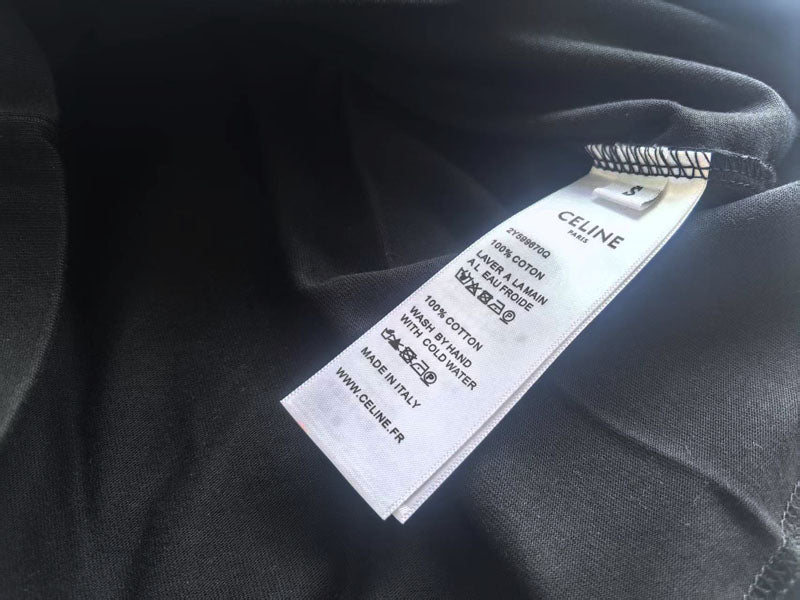 S
CELINE
PARIS
2Y599670Q
100% COTON
LAVER A LA MAIN
A L EAU FROIDE
100% COTTON
WASH BY HAND
WITH COLD WATER
MADE IN ITALY
WWW.CELINE.FR